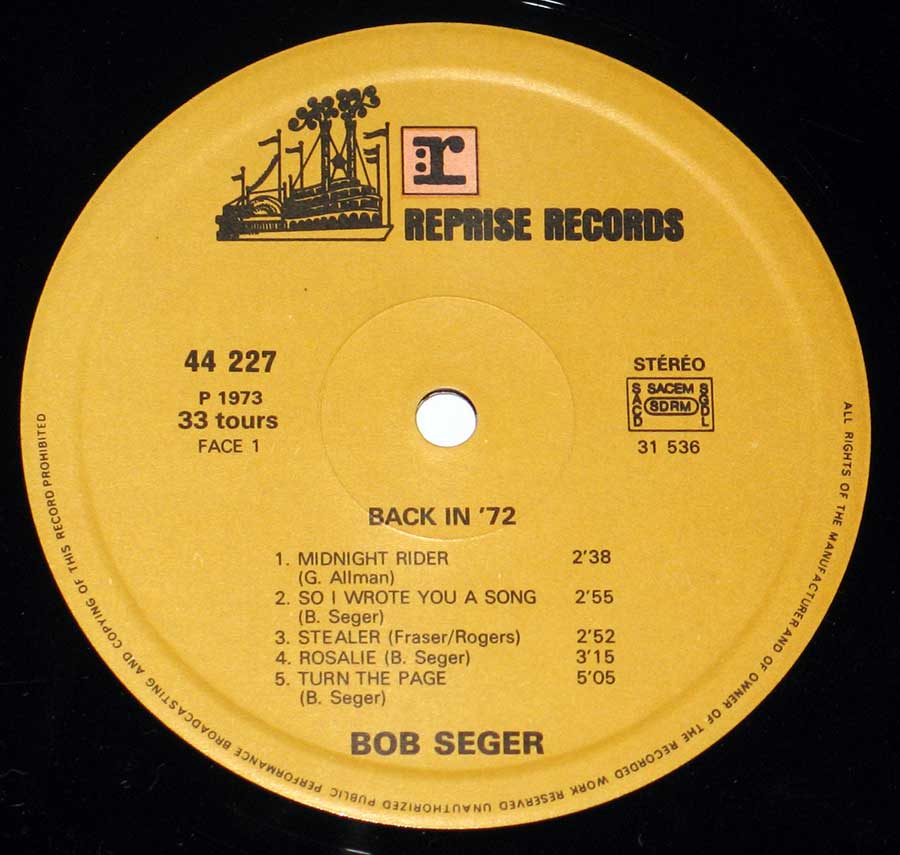 r
REPRISE RECORDS
44 227
P 1973
33 tours
FACE 1
STÉRÉO
SACEM
SACD
SDRM
SGDL
31 536
BACK IN '72
1. MIDNIGHT RIDER 2'38
(G. Allman)
2. SO I WROTE YOU A SONG 2'55
(B. Seger)
3. STEALER (Fraser/Rogers) 2'52
4. ROSALIE (B. Seger) 3'15
5. TURN THE PAGE 5'05
(B. Seger)
BOB SEGER
ALL RIGHTS OF THE MANUFACTURER AND OF OWNER OF THE RECORDED WORK RESERVED UNAUTHORIZED PUBLIC PERFORMANCE BROADCASTING AND COPYING OF THIS RECORD PROHIBITED